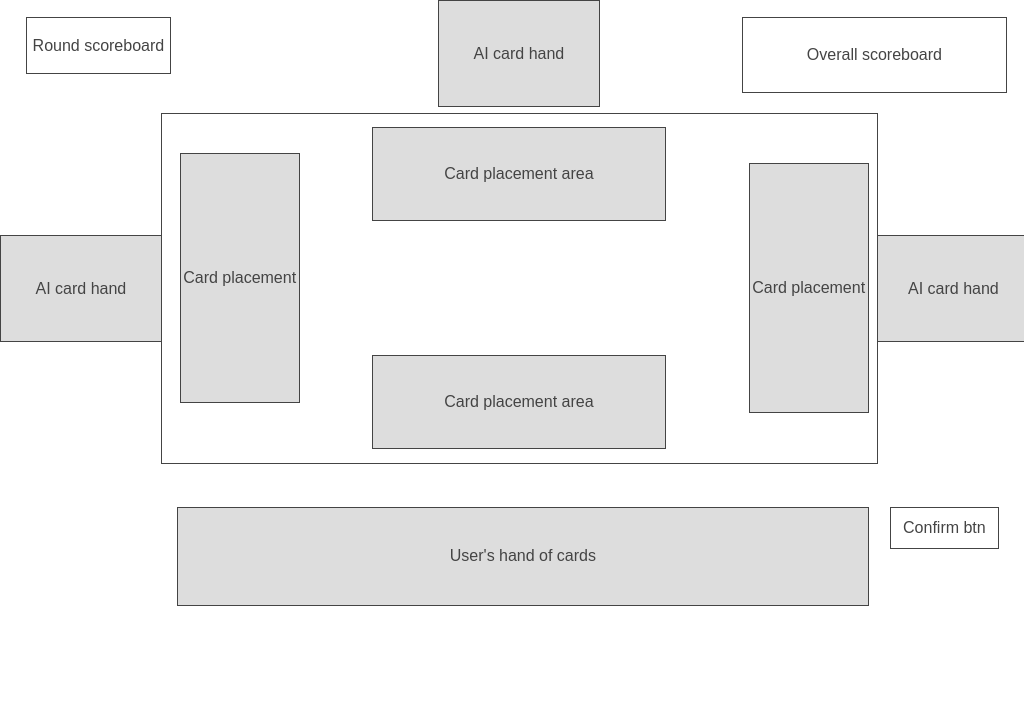 Round scoreboard
AI card hand
Overall scoreboard
Card placement area
Card placement
Card placement
AI card hand
AI card hand
Card placement area
User's hand of cards
Confirm btn